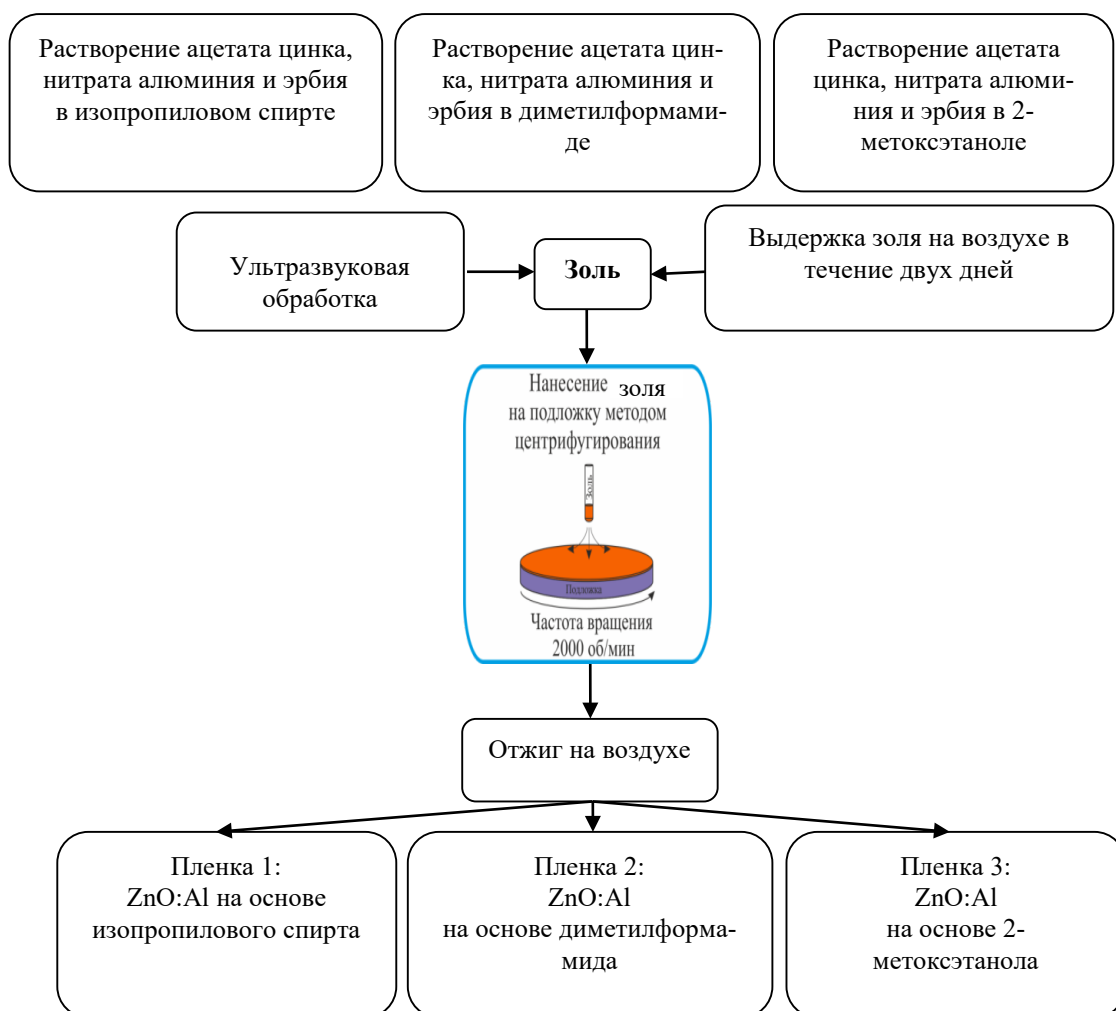 Растворение ацетата цинка,
нитрата алюминия и эрбия
в изопропиловом спирте
Растворение ацетата цин-
ка, нитрата алюминия и
эрбия в диметилформами-
де
Растворение ацетата
цинка, нитрата алюми-
ния и эрбия в 2-
метоксэтаноле
Ультразвуковая
обработка
Золь
Выдержка золя на воздухе в
течение двух дней
Нанесение золя
на подложку методом
центрифугирования
Золь
Подложка
Частота вращения
2000 об/мин
Отжиг на воздухе
Пленка 1:
ZnO:Al на основе
изопропилового спирта
Пленка 2:
ZnO:Al
на основе диметилформа-
мида
Пленка 3:
ZnO:Al
на основе 2-
метоксэтанола